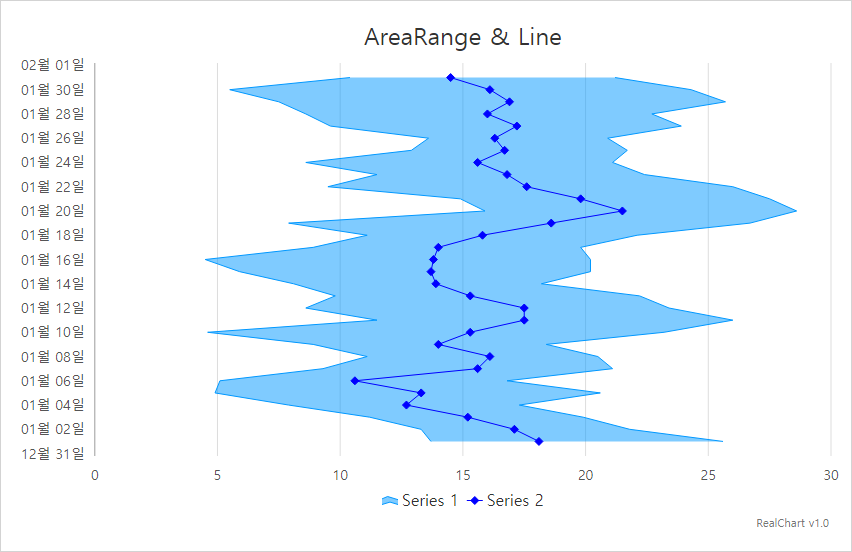 AreaRange & Line
02월 01일
01월 30일
01월 28일
01월 26일
01월 24일
01월 22일
01월 20일
01월 18일
01월 16일
01월 14일
01월 12일
01월 10일
01월 08일
01월 06일
01월 04일
01월 02일
12월 31일
0 5 10 15 20 25 30
Series 1 Series 2
RealChart v1.0